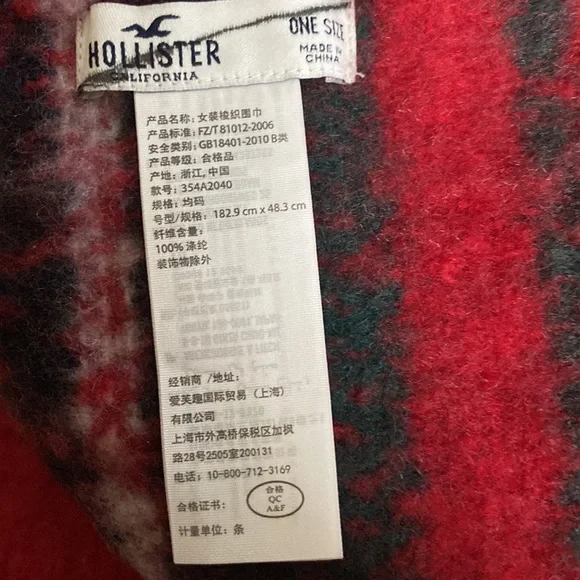 HOLLISTER
CALIFORNIA
ONE SIZE
MADE IN
CHINA
产品名称: 女装梭织围巾
产品标准: FZ/T 81012-2006
安全类别: GB18401-2010 B类
产品等级: 合格品
产地: 浙江, 中国
款号: 354A2040
规格: 均码
号型/规格: 182.9 cm x 48.3 cm
纤维含量:
100% 涤纶
装饰物除外
经销商 /地址:
爱芙趣国际贸易（上海）
有限公司
上海市外高桥保税区加枫
路28号2505室200131
电话: 10-800-712-3169
合格证书:
合格
QC
A&F
计量单位: 条